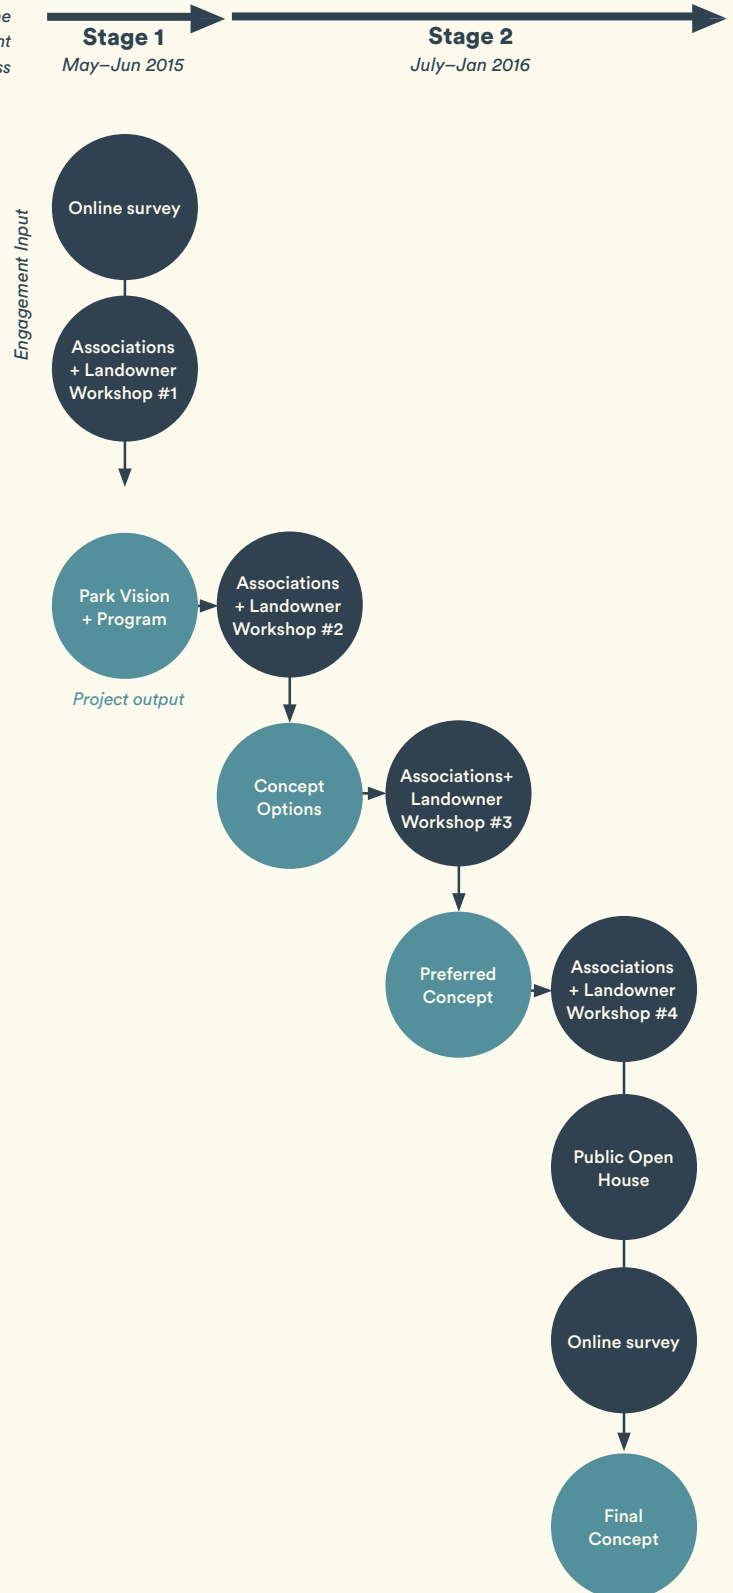 Stage 1
May–Jun 2015
Stage 2
July–Jan 2016
Engagement Input
Online survey
Associations
+ Landowner
Workshop #1
Park Vision
+ Program
Project output
Associations
+ Landowner
Workshop #2
Concept
Options
Associations+
Landowner
Workshop #3
Preferred
Concept
Associations
+ Landowner
Workshop #4
Public Open
House
Online survey
Final
Concept